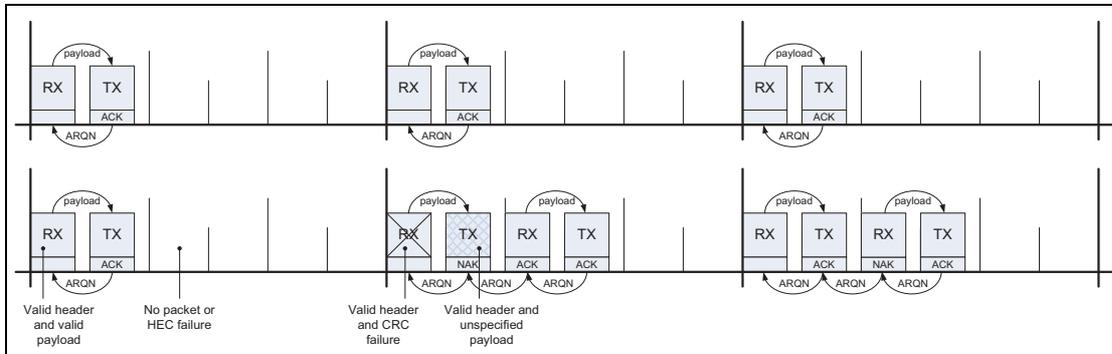 payload
payload
payload
RX
TX
RX
TX
RX
TX
ACK
ACK
ACK
ARQN
ARQN
ARQN
payload
payload
payload
payload
payload
RX
TX
RX
TX
RX
TX
RX
TX
RX
TX
ACK
NAK
ACK
ACK
ACK
NAK
ACK
ARQN
ARQN
ARQN
ARQN
ARQN
ARQN
ARQN
Valid header
and valid
payload
No packet or
HEC failure
Valid header
and CRC
failure
Valid header and
unspecified
payload